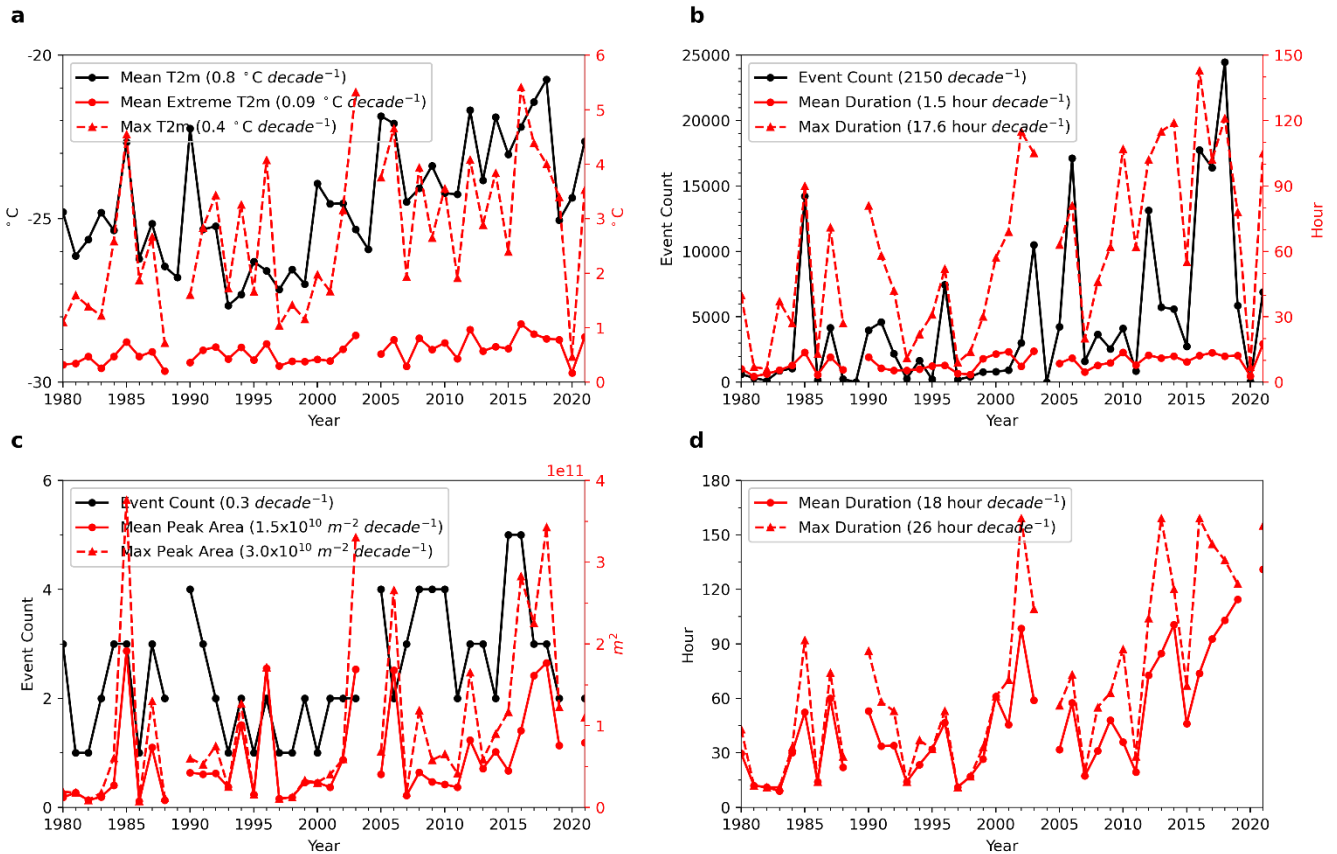 a
-20
-25
-30
°C
Mean T2m (0.8 °C decade⁻¹)
Mean Extreme T2m (0.09 °C decade⁻¹)
Max T2m (0.4 °C decade⁻¹)
6
5
4
3
2
1
0
°C
1980 1985 1990 1995 2000 2005 2010 2015 2020
Year
b
25000
20000
15000
10000
5000
0
Event Count
Event Count (2150 decade⁻¹)
Mean Duration (1.5 hour decade⁻¹)
Max Duration (17.6 hour decade⁻¹)
150
120
90
60
30
0
Hour
1980 1985 1990 1995 2000 2005 2010 2015 2020
Year
c
6
4
2
0
Event Count
Event Count (0.3 decade⁻¹)
Mean Peak Area (1.5x10¹⁰ m⁻² decade⁻¹)
Max Peak Area (3.0x10¹⁰ m⁻² decade⁻¹)
1e11
4
3
2
1
0
m²
1980 1985 1990 1995 2000 2005 2010 2015 2020
Year
d
180
150
120
90
60
30
0
Hour
Mean Duration (18 hour decade⁻¹)
Max Duration (26 hour decade⁻¹)
1980 1985 1990 1995 2000 2005 2010 2015 2020
Year